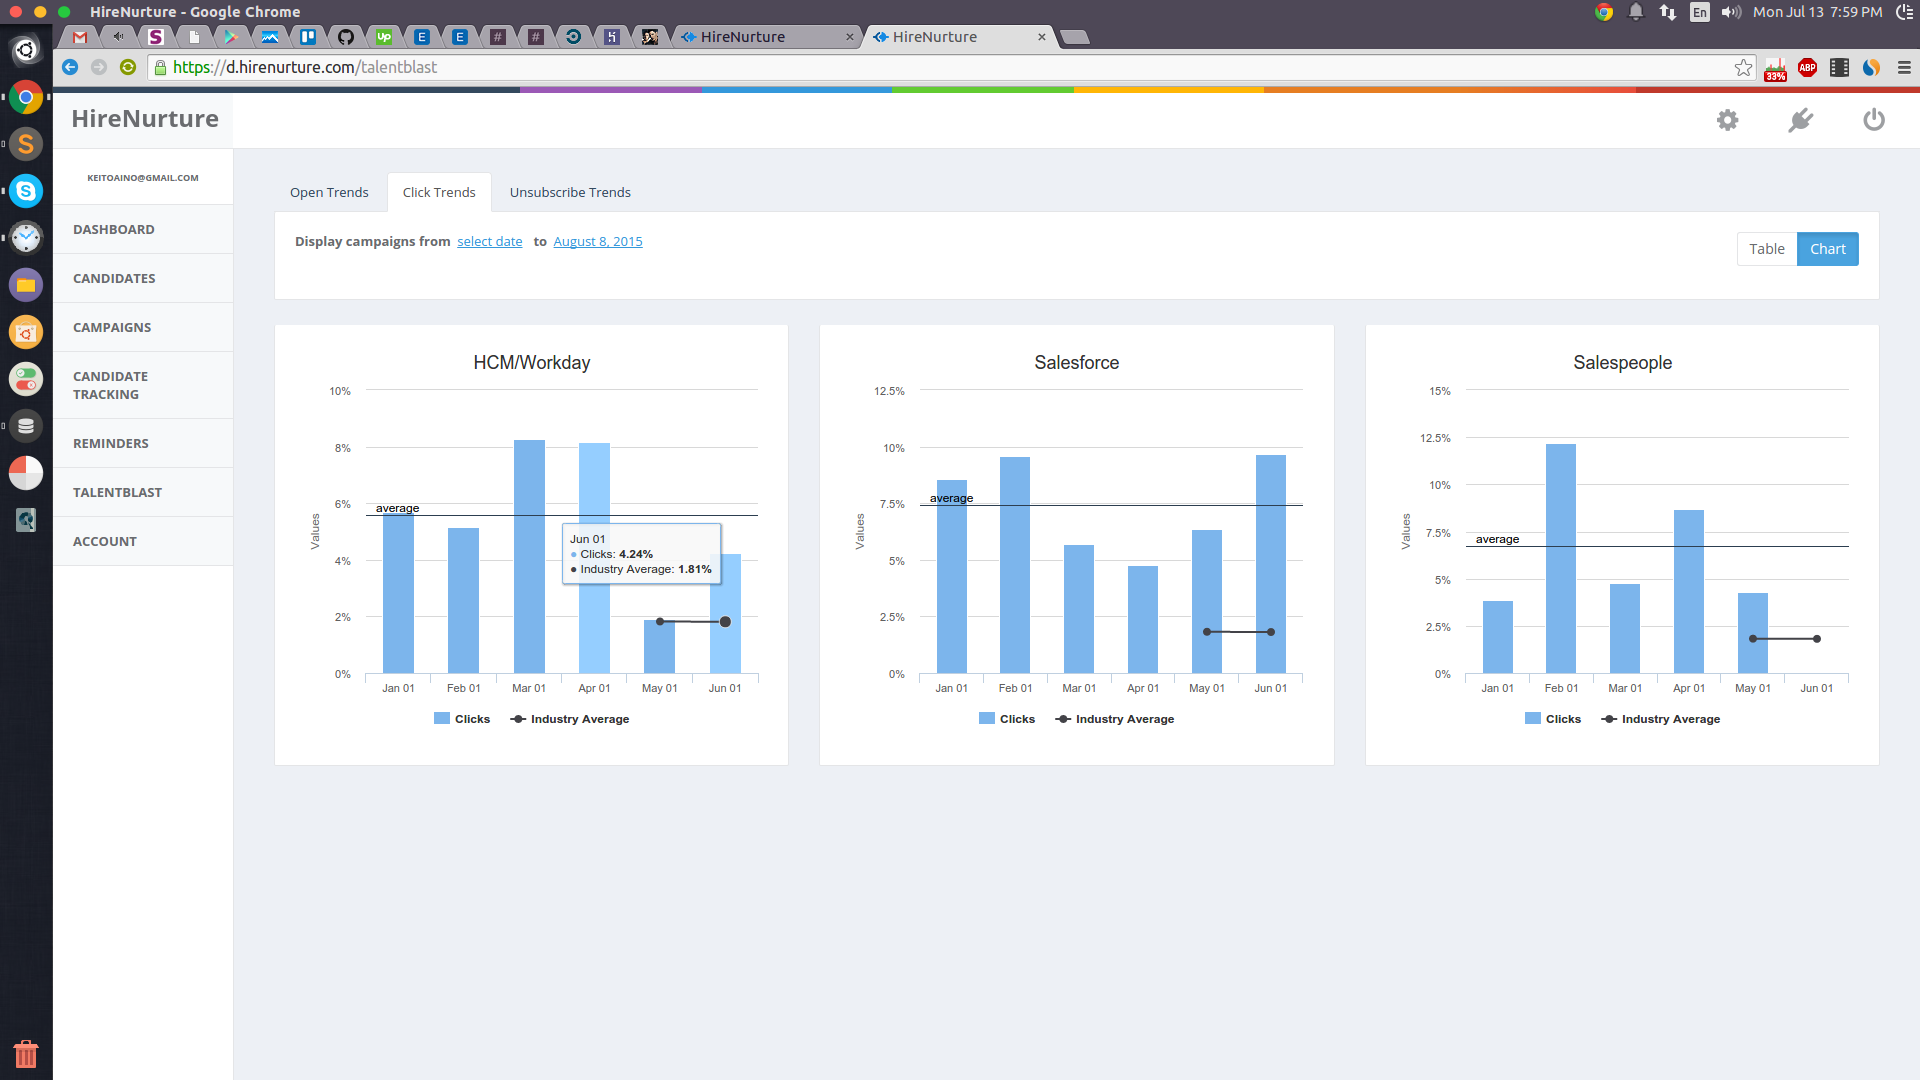 HireNurture - Google Chrome
En
Mon Jul 13 7:59 PM
S
Up
E
E
#
#
HireNurture
HireNurture
https://d.hirenurture.com/talentblast
33%
ABP
HireNurture
KEITOAINO@GMAIL.COM
DASHBOARD
CANDIDATES
CAMPAIGNS
CANDIDATE
TRACKING
REMINDERS
TALENTBLAST
ACCOUNT
Open Trends
Click Trends
Unsubscribe Trends
Display campaigns from select date to August 8, 2015
Table
Chart
HCM/Workday
10%
8%
6%
4%
2%
0%
Values
average
Jun 01
Clicks: 4.24%
Industry Average: 1.81%
Jan 01 Feb 01 Mar 01 Apr 01 May 01 Jun 01
Clicks Industry Average
Salesforce
12.5%
10%
7.5%
5%
2.5%
0%
Values
average
Jan 01 Feb 01 Mar 01 Apr 01 May 01 Jun 01
Clicks Industry Average
Salespeople
15%
12.5%
10%
7.5%
5%
2.5%
0%
Values
average
Jan 01 Feb 01 Mar 01 Apr 01 May 01 Jun 01
Clicks Industry Average